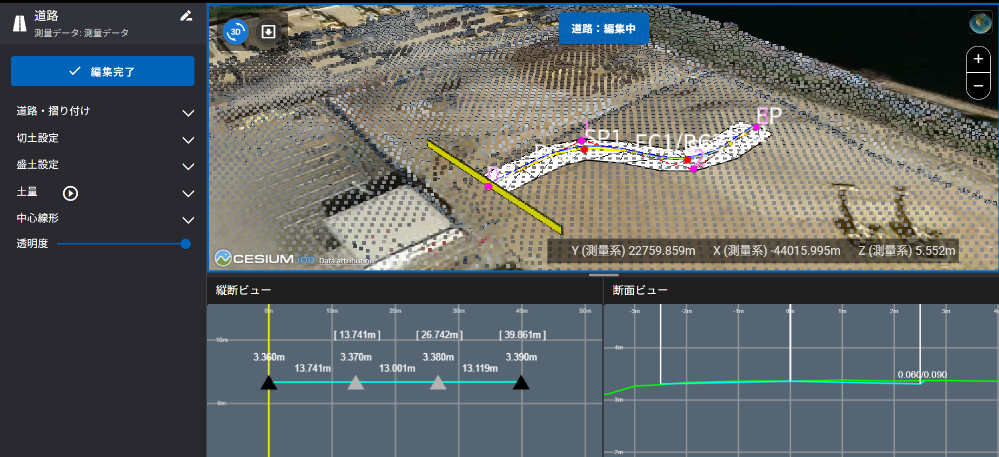 道路
測量データ: 測量データ
編集完了
道路・摺り付け
切土設定
盛土設定
土量
中心線形
透明度
3D
道路：編集中
+
−
0
1
SP1
EC1/BC2
2
3
EP
CESIUM ion
Data attribution
Y (測量系) 22759.859m X (測量系) -44015.995m Z (測量系) 5.552m
縦断ビュー
0m 10m 20m 30m 40m 50m
[ 13.741m ] [ 26.742m ] [ 39.861m ]
10m
3.360m 3.370m 3.380m 3.390m
13.741m 13.001m 13.119m
0m
断面ビュー
-3m -2m -1m 0m 1m 2m 3m
4m
0.060/0.090
3m
2m